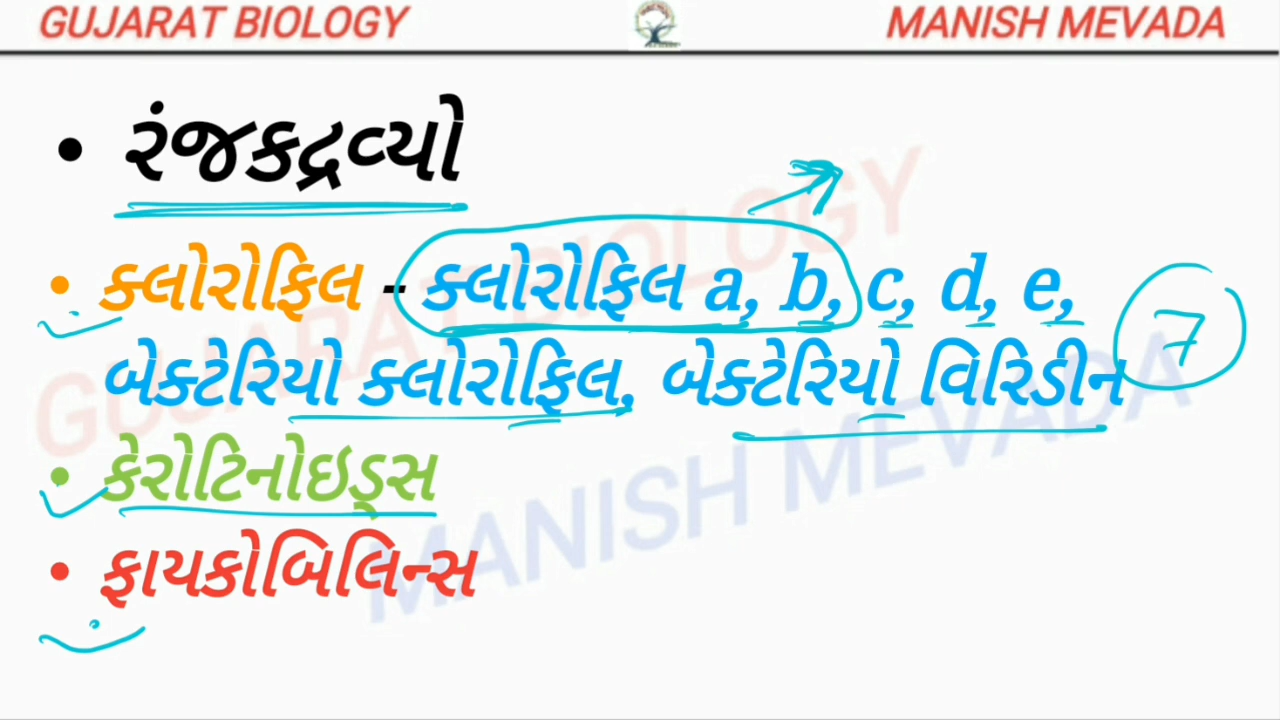 GUJARAT BIOLOGY MANISH MEVADA
• રંજકદ્રવ્યો
• ક્લોરોફિલ - ક્લોરોફિલ a, b, c, d, e,
બેક્ટેરિયો ક્લોરોફિલ, બેક્ટેરિયો વિરિડીન
7
• કેરોટિનોઇડ્સ
• ફાયકોબિલિન્સ
GUJARAT BIOLOGY
MANISH MEVADA